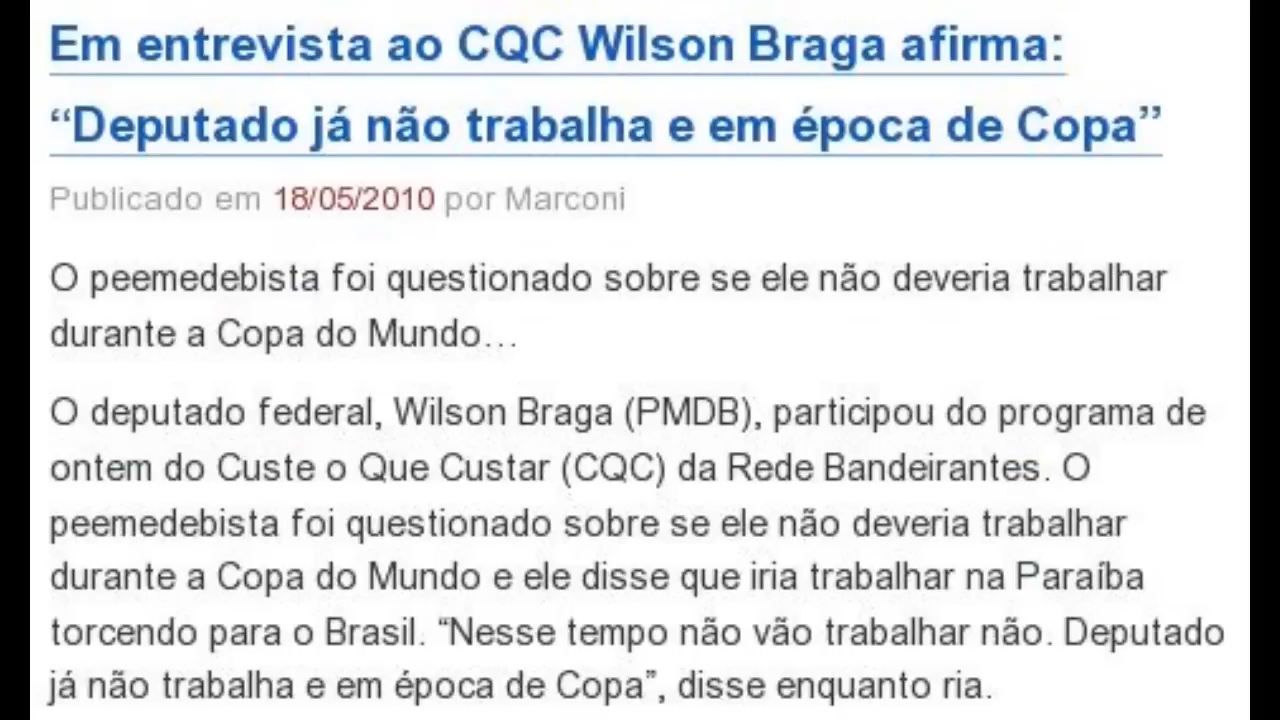 Em entrevista ao CQC Wilson Braga afirma:
“Deputado já não trabalha e em época de Copa”
Publicado em 18/05/2010 por Marconi
O peemedebista foi questionado sobre se ele não deveria trabalhar
durante a Copa do Mundo…
O deputado federal, Wilson Braga (PMDB), participou do programa de
ontem do Custe o Que Custar (CQC) da Rede Bandeirantes. O
peemedebista foi questionado sobre se ele não deveria trabalhar
durante a Copa do Mundo e ele disse que iria trabalhar na Paraíba
torcendo para o Brasil. “Nesse tempo não vão trabalhar não. Deputado
já não trabalha e em época de Copa”, disse enquanto ria.